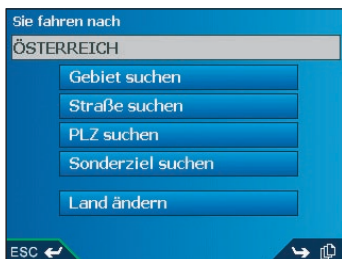 Sie fahren nach
ÖSTERREICH
Gebiet suchen
Straße suchen
PLZ suchen
Sonderziel suchen
Land ändern
ESC